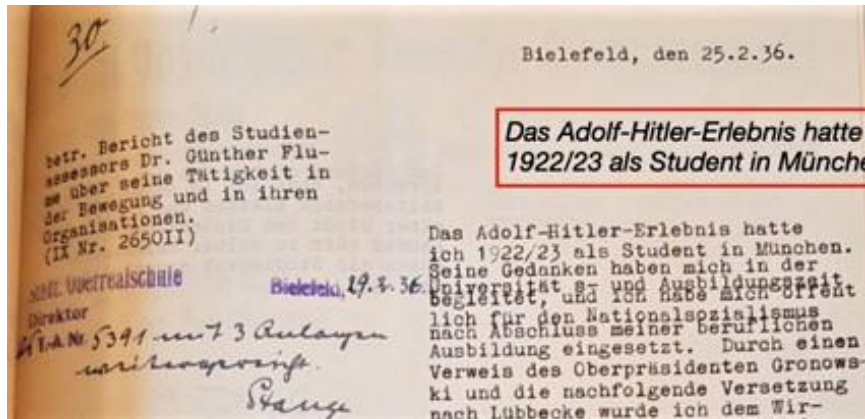 30
Bielefeld, den 25.2.36.
Das Adolf-Hitler-Erlebnis hatte
1922/23 als Student in Münche
betr. Bericht des Studien-
assessors Dr. Günther Flu-
me über seine Tätigkeit in
der Bewegung und in ihren
Organisationen.
(IX Nr. 2650II)
Städt. Oberrealschule
Bielefeld, 29.2.36.
Direktor
T.-A. Nr. 5391 mit 3 Anlagen
weitergereicht.
Stange
Das Adolf-Hitler-Erlebnis hatte
ich 1922/23 als Student in München.
Seine Gedanken haben mich in der
Universität s- und Ausbildungszeit
begleitet, und ich habe mich öffent
lich für den Nationalsozialismus
nach Abschluss meiner beruflichen
Ausbildung eingesetzt. Durch einen
Verweis des Oberpräsidenten Gronows-
ki und die nachfolgende Versetzung
nach Lübbecke wurde ich dem Wir-